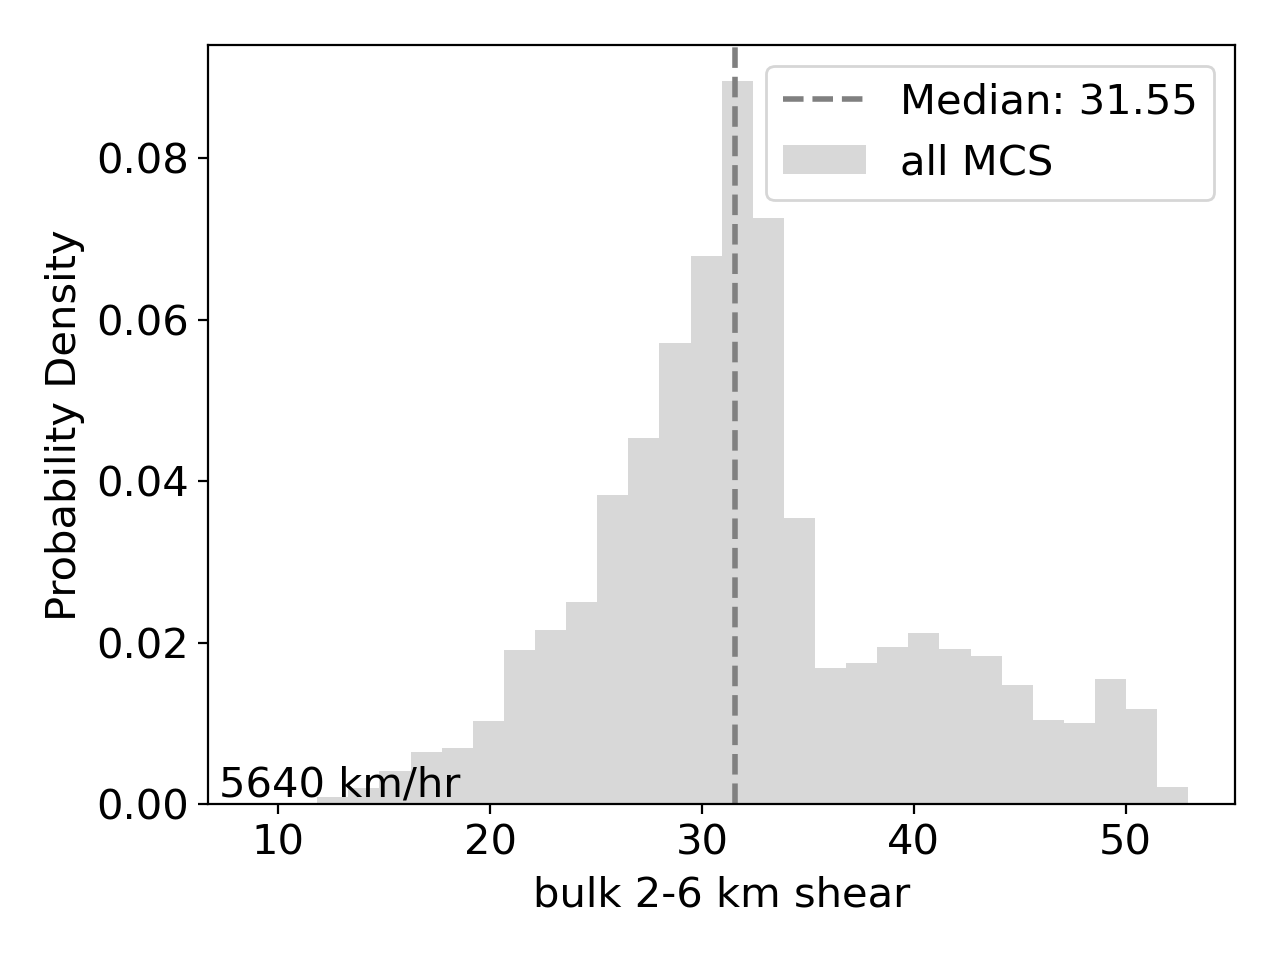 Median: 31.55
all MCS
0.08
0.06
0.04
0.02
0.00
Probability Density
5640 km/hr
10 20 30 40 50
bulk 2-6 km shear